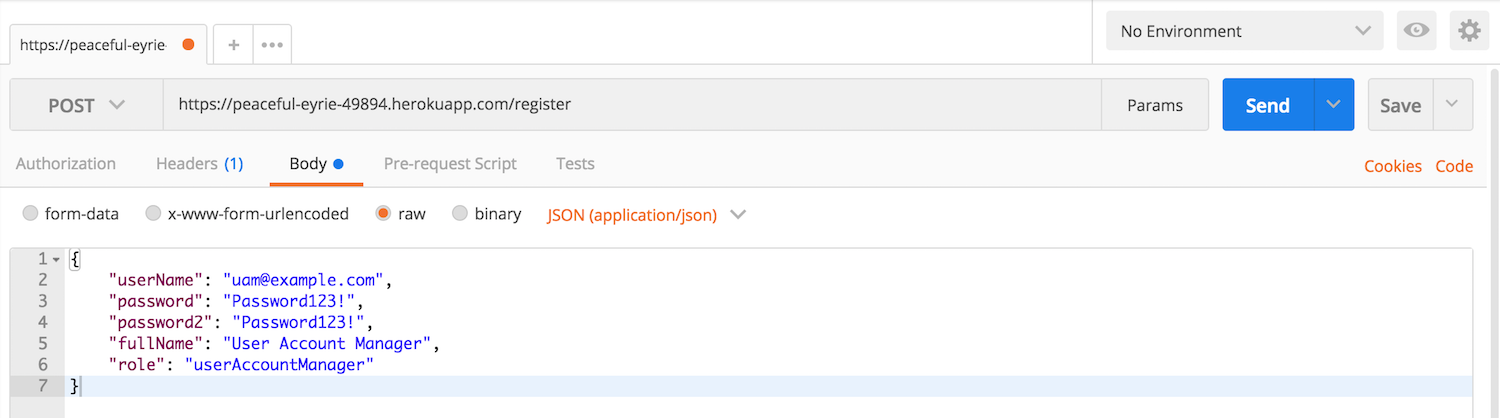 https://peaceful-eyrie
+
•••
No Environment
POST
https://peaceful-eyrie-49894.herokuapp.com/register
Params
Send
Save
Authorization
Headers (1)
Body
Pre-request Script
Tests
Cookies
Code
form-data
x-www-form-urlencoded
raw
binary
JSON (application/json)
1 {
2 "userName": "uam@example.com",
3 "password": "Password123!",
4 "password2": "Password123!",
5 "fullName": "User Account Manager",
6 "role": "userAccountManager"
7 }